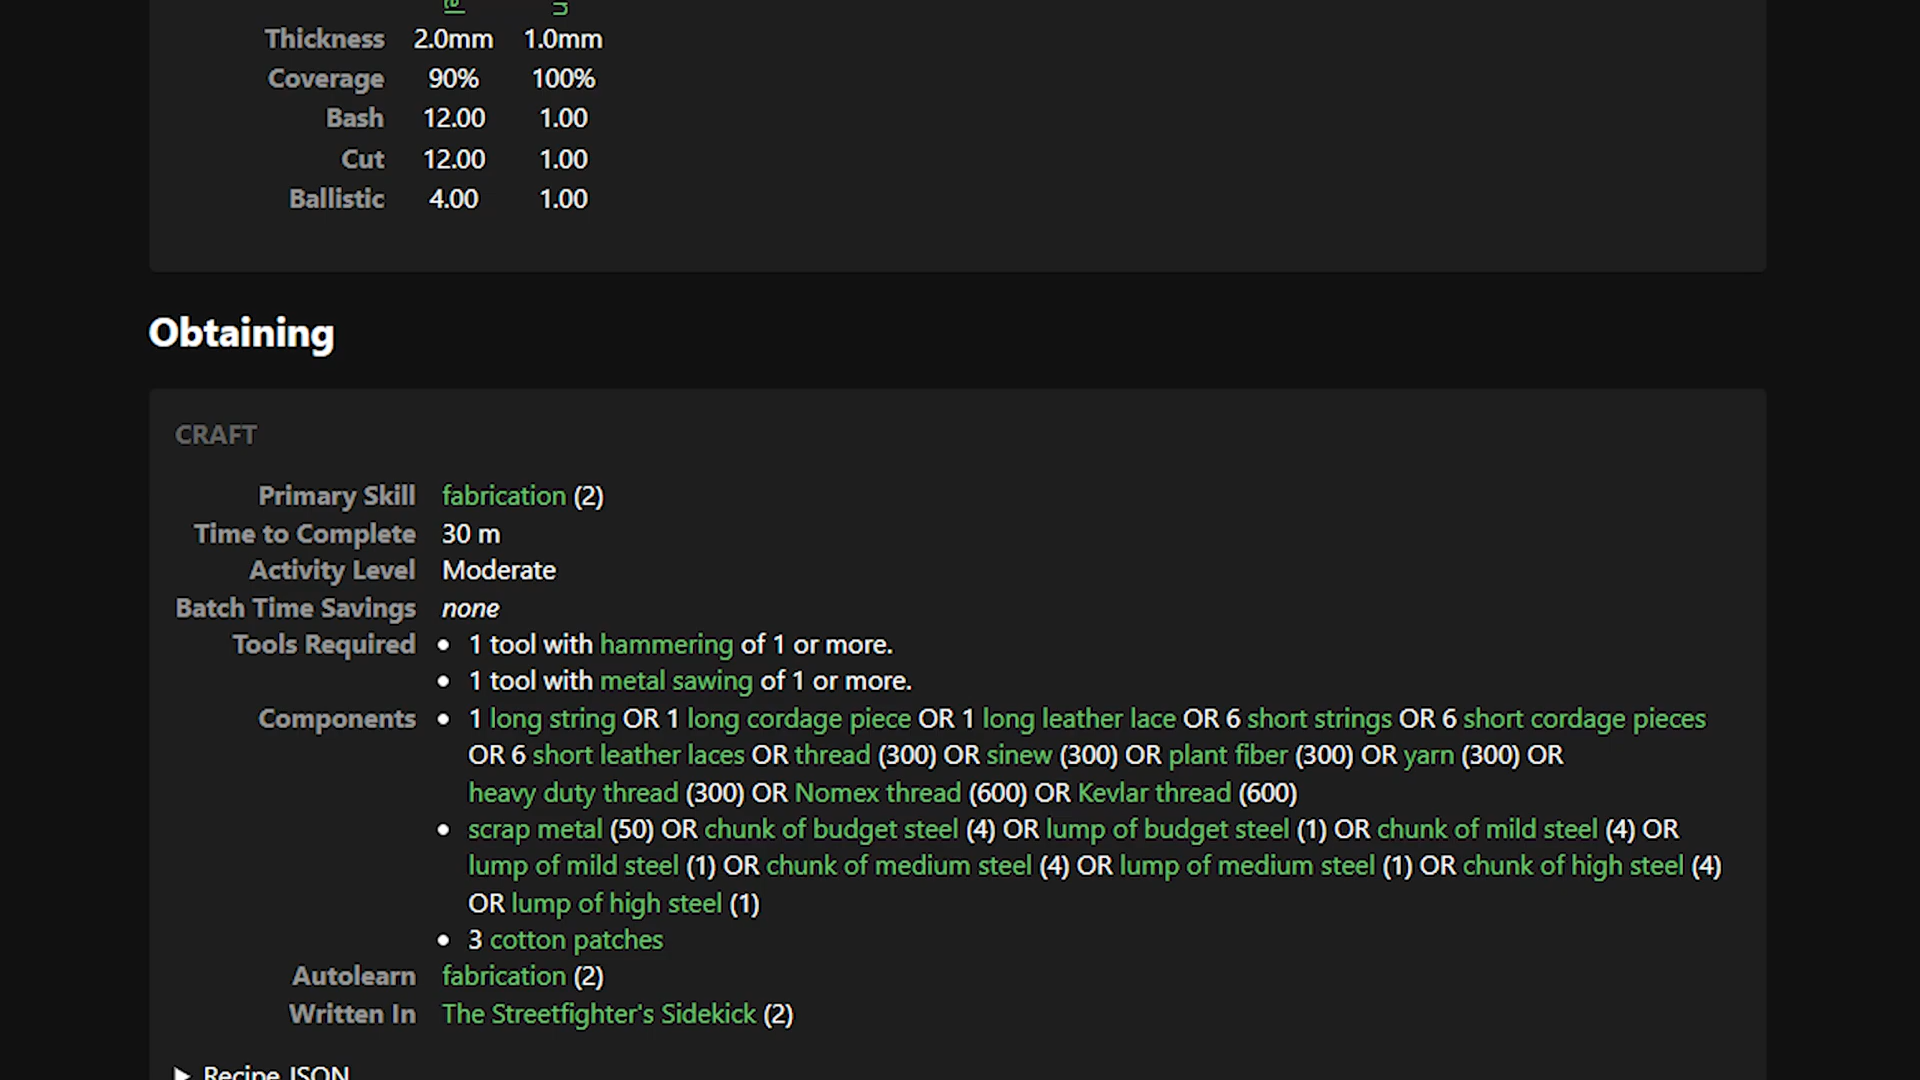 Thickness 2.0mm 1.0mm
Coverage 90% 100%
Bash 12.00 1.00
Cut 12.00 1.00
Ballistic 4.00 1.00
Obtaining
CRAFT
Primary Skill fabrication (2)
Time to Complete 30 m
Activity Level Moderate
Batch Time Savings none
Tools Required • 1 tool with hammering of 1 or more.
• 1 tool with metal sawing of 1 or more.
Components • 1 long string OR 1 long cordage piece OR 1 long leather lace OR 6 short strings OR 6 short cordage pieces
OR 6 short leather laces OR thread (300) OR sinew (300) OR plant fiber (300) OR yarn (300) OR
heavy duty thread (300) OR Nomex thread (600) OR Kevlar thread (600)
• scrap metal (50) OR chunk of budget steel (4) OR lump of budget steel (1) OR chunk of mild steel (4) OR
lump of mild steel (1) OR chunk of medium steel (4) OR lump of medium steel (1) OR chunk of high steel (4)
OR lump of high steel (1)
• 3 cotton patches
Autolearn fabrication (2)
Written In The Streetfighter's Sidekick (2)
▶ Recipe JSON